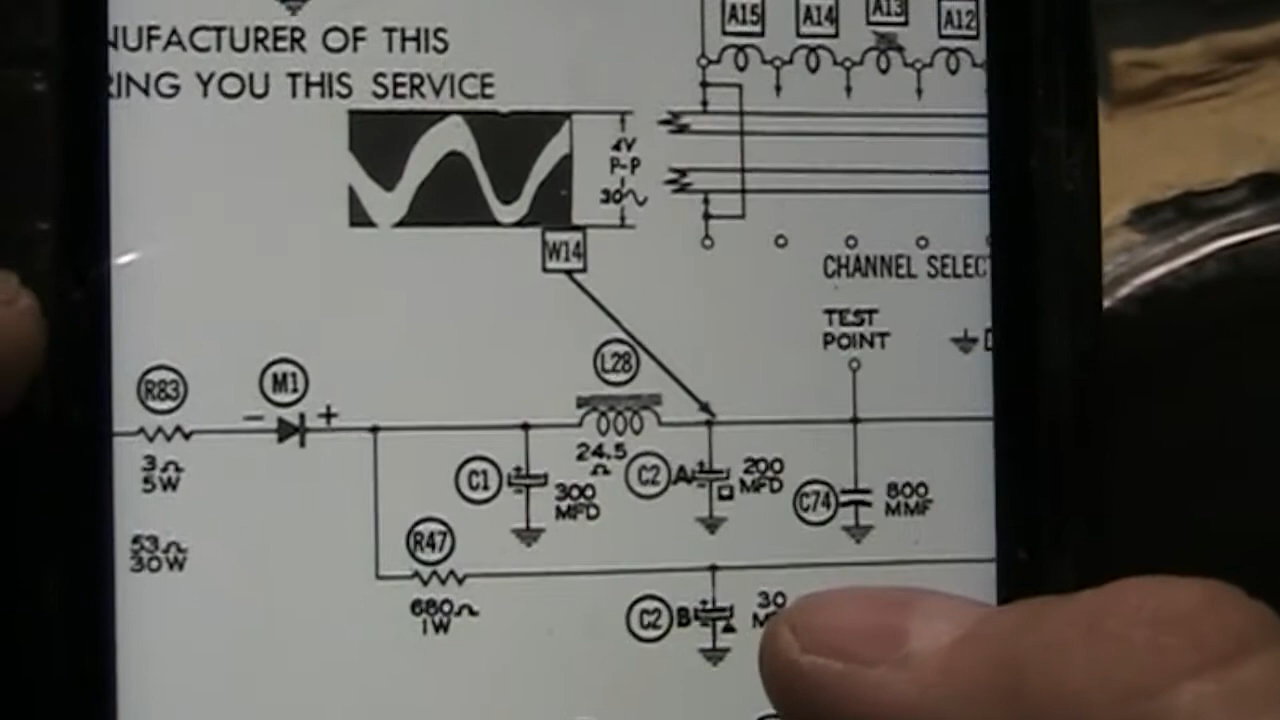 A15 A14 A13 A12
NUFACTURER OF THIS
RING YOU THIS SERVICE
4V
P-P
30∿
W14
CHANNEL SELEC
TEST
POINT
L28
R83
M1
− +
3Ω
5W
24.5
Ω
C1
300
MFD
C2 A
200
MFD
C74
800
MMF
53Ω
30W
R47
680Ω
1W
C2 B
30